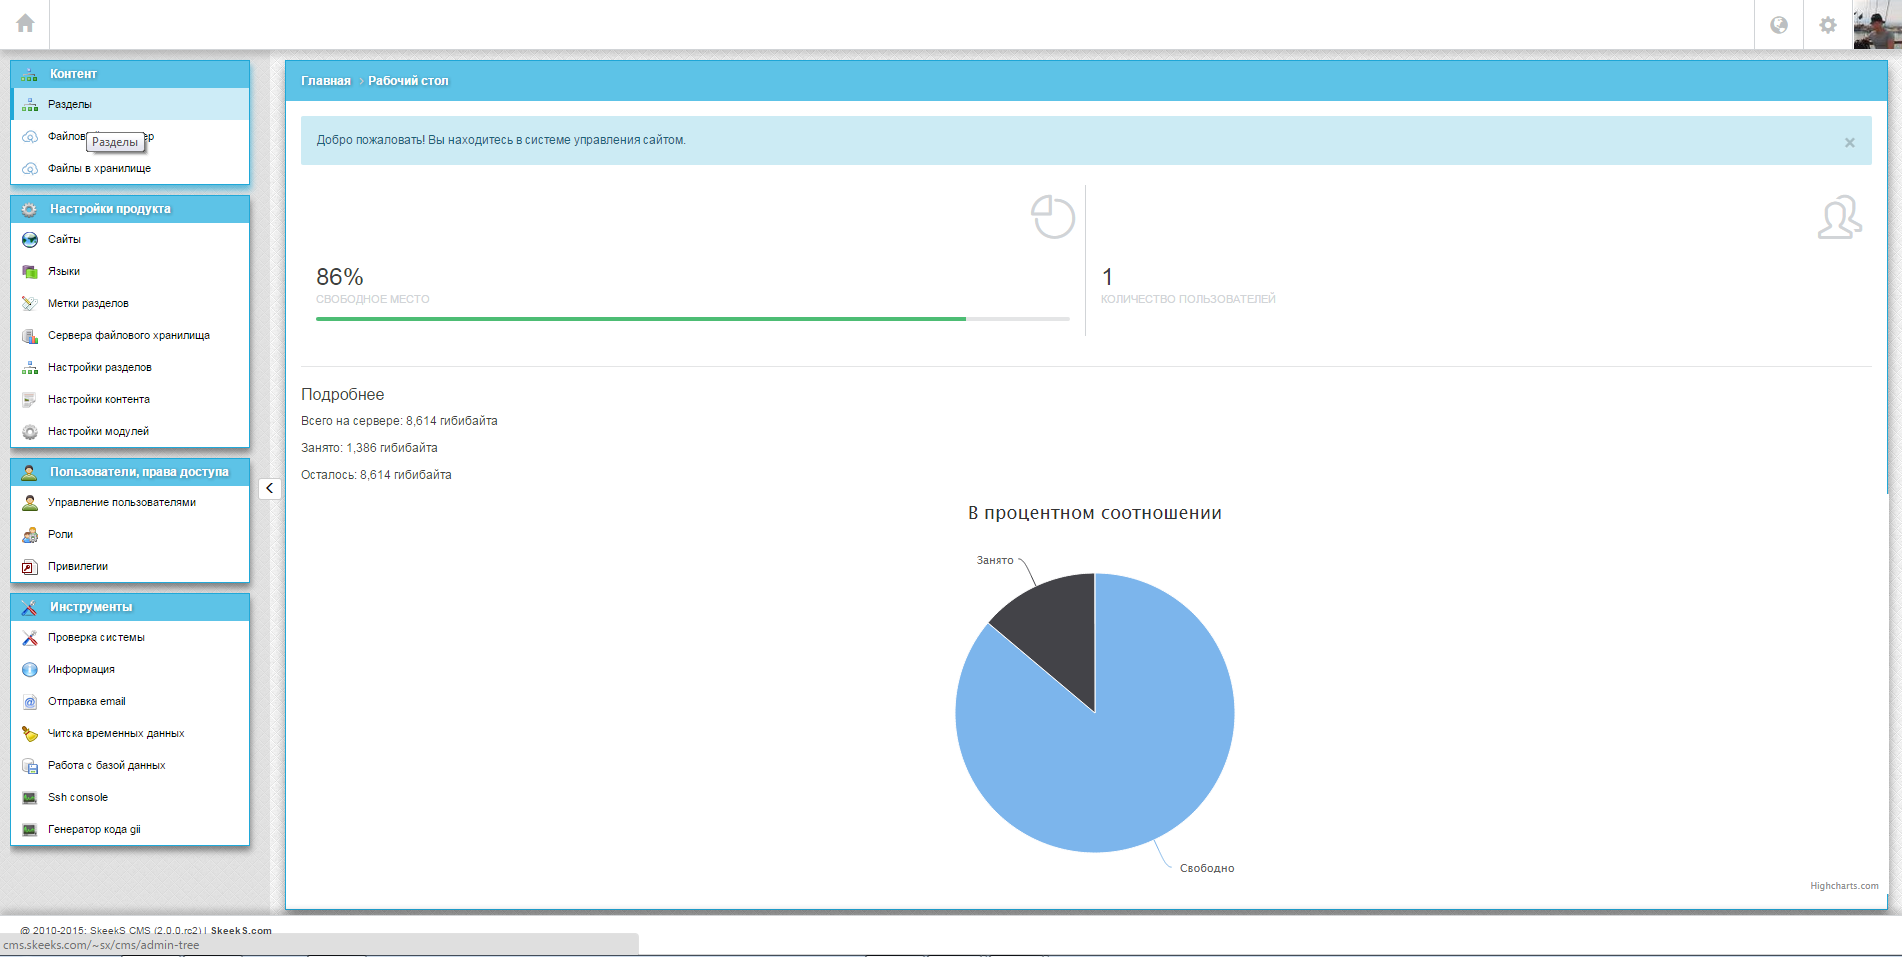 Контент
Разделы
Файлов ер
Разделы
Файлы в хранилище
Настройки продукта
Сайты
Языки
Метки разделов
Сервера файлового хранилища
Настройки разделов
Настройки контента
Настройки модулей
Пользователи, права доступа
Управление пользователями
Роли
Привилегии
Инструменты
Проверка системы
Информация
Отправка email
Читска временных данных
Работа с базой данных
Ssh console
Генератор кода gii
Главная > Рабочий стол
Добро пожаловать! Вы находитесь в системе управления сайтом.
×
86%
СВОБОДНОЕ МЕСТО
1
КОЛИЧЕСТВО ПОЛЬЗОВАТЕЛЕЙ
Подробнее
Всего на сервере: 8,614 гибибайта
Занято: 1,386 гибибайта
Осталось: 8,614 гибибайта
В процентном соотношении
Занято
Свободно
Highcharts.com
@ 2010-2015; SkeekS CMS (2.0.0.rc2) | SkeekS.com
cms.skeeks.com/~sx/cms/admin-tree